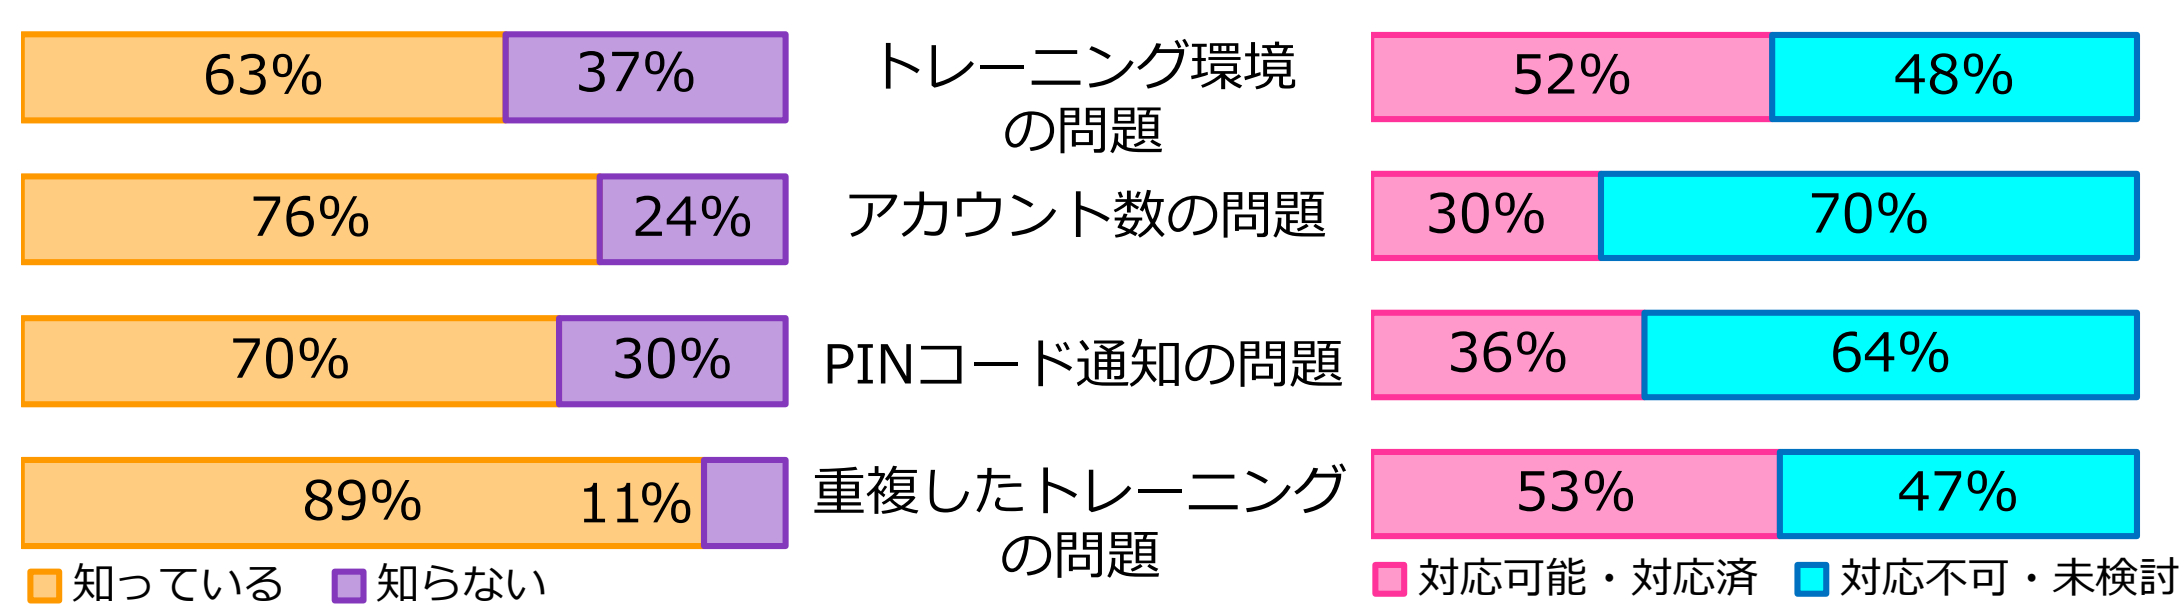 63% 37% トレーニング環境 52% 48%
の問題
76% 24% アカウント数の問題 30% 70%
70% 30% PINコード通知の問題 36% 64%
89% 11% 重複したトレーニング 53% 47%
の問題
知っている 知らない 対応可能・対応済 対応不可・未検討